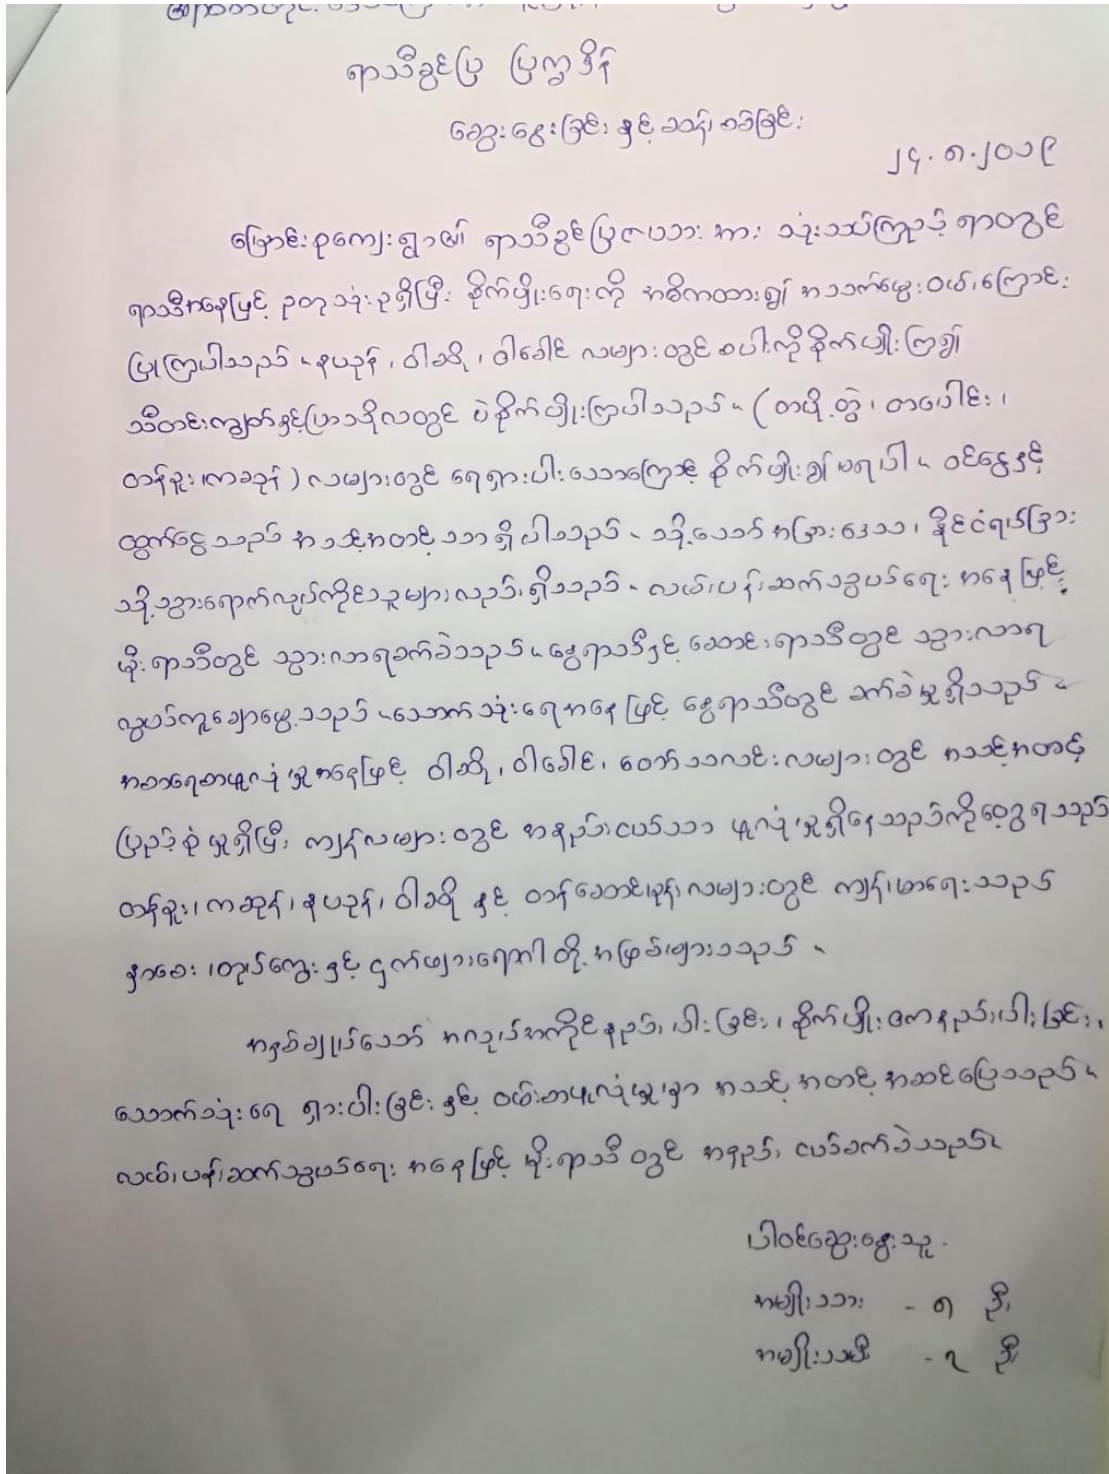 ရာသီခွင်ပြ ပြက္ခဒိန်
ဆွေးနွေးခြင်း နှင့် ခန့်၊ စစ်ခြင်း
၂၄.၈.၂၀၁၉
မြောင်းစုကျေးရွာ၏ ရာသီခွင်ပြဇယား အား သုံးသပ်ကြည့် ရာတွင်
ရာသီအနေဖြင့် ဥတုသုံးခုရှိပြီး စိုက်ပျိုးရေးကို အဓိကထား၍ အသက်မွေးဝမ်းကြောင်း
ပြုကြပါသည်။ နယုန်၊ ဝါဆို၊ ဝါခေါင် လများတွင် စပါးကိုစိုက်ပျိုးကြ၍
သီတင်းကျွတ်နှင့်ပြာသိုလတွင် ပဲစိုက်ပျိုးကြပါသည်။ (တပို့တွဲ၊ တပေါင်း၊
တန်ခူး၊ ကဆုန်) လများတွင် ရေရှားပါးသောကြောင့် စိုက်ပျိုး၍ မရပါ။ ဝင်ငွေနှင့်
ထွက်ငွေသည် အသင့်အတင့်သာ ရှိပါသည်။ သို့သော် အခြားဒေသ၊ နိုင်ငံရပ်ခြား
သို့သွားရောက်လုပ်ကိုင်သူများလည်း ရှိသည်။ လမ်းပန်းဆက်သွယ်ရေး အနေဖြင့်
မိုးရာသီတွင် သွားလာရခက်ခဲသည်။ နွေရာသီနှင့် ဆောင်းရာသီတွင် သွားလာရ
လွယ်ကူချောမွေ့သည်။ သောက်သုံးရေအနေဖြင့် နွေရာသီတွင် ခက်ခဲမှုရှိသည်။
အစာရေစာဖူလုံမှုအနေဖြင့် ဝါဆို၊ ဝါခေါင်၊ တော်သလင်းလများတွင် အသင့်အတင့်
ပြည့်စုံမှုရှိပြီး ကျန်လများတွင် အနည်းငယ်သာ ဖူလုံမှုရှိနေသည်ကိုတွေ့ရသည်
တန်ခူး၊ ကဆုန်၊ နယုန်၊ ဝါဆို နှင့် တန်ဆောင်မုန်းလများတွင် ကျန်းမာရေးသည်
နှာစေး၊ တုပ်ကွေးနှင့် ငှက်ဖျားရောဂါတို့ အဖြစ်များသည်။
အနှစ်ချုပ်သော် အလုပ်အကိုင်နည်းပါးခြင်း၊ စိုက်ပျိုးဧကနည်းပါးခြင်း၊
သောက်သုံးရေ ရှားပါးခြင်းနှင့် ဝမ်းစာဖူလုံမှုမှာ အသင့်အတင့်အဆင်ပြေသည်။
လမ်းပန်းဆက်သွယ်ရေး အနေဖြင့် မိုးရာသီတွင် အနည်းငယ်ခက်ခဲသည်။
ပါဝင်ဆွေးနွေးသူ -
အမျိုးသား - ၈ ဦး
အမျိုးသမီး - ၃ ဦး